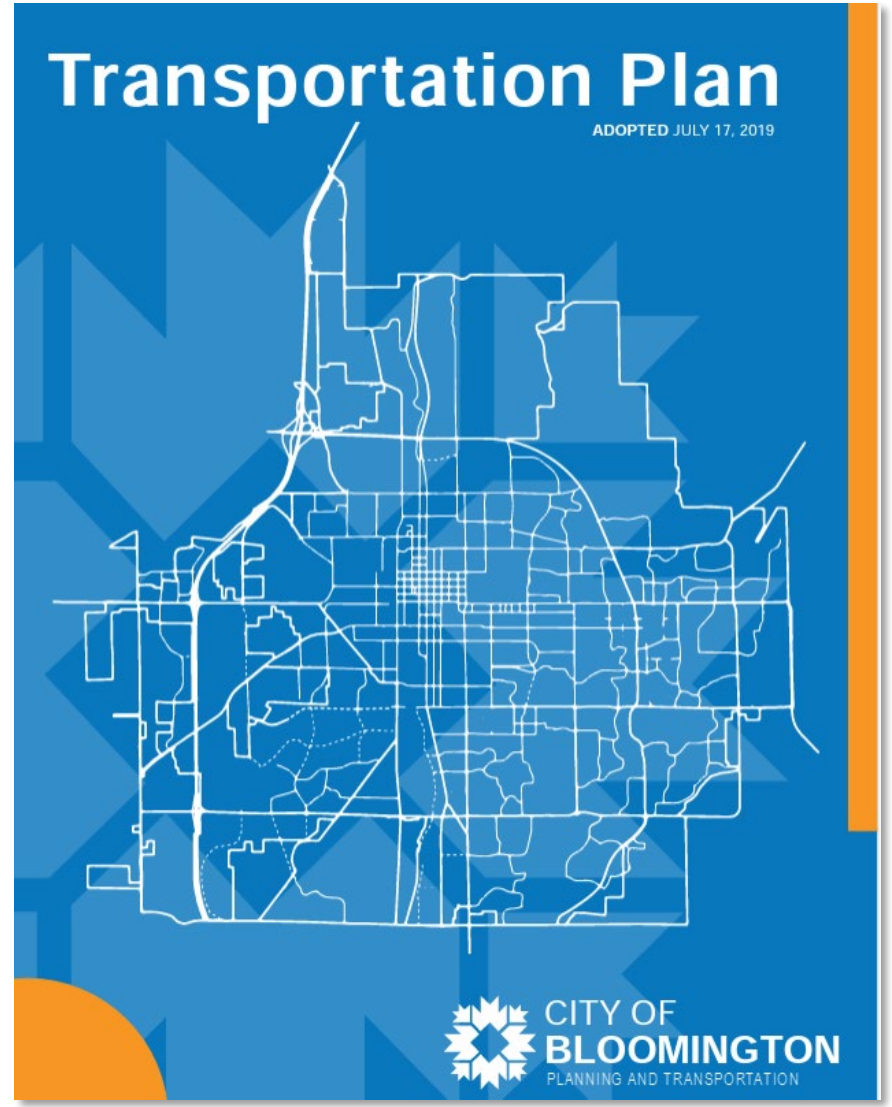 Transportation Plan
ADOPTED JULY 17, 2019
CITY OF
BLOOMINGTON
PLANNING AND TRANSPORTATION